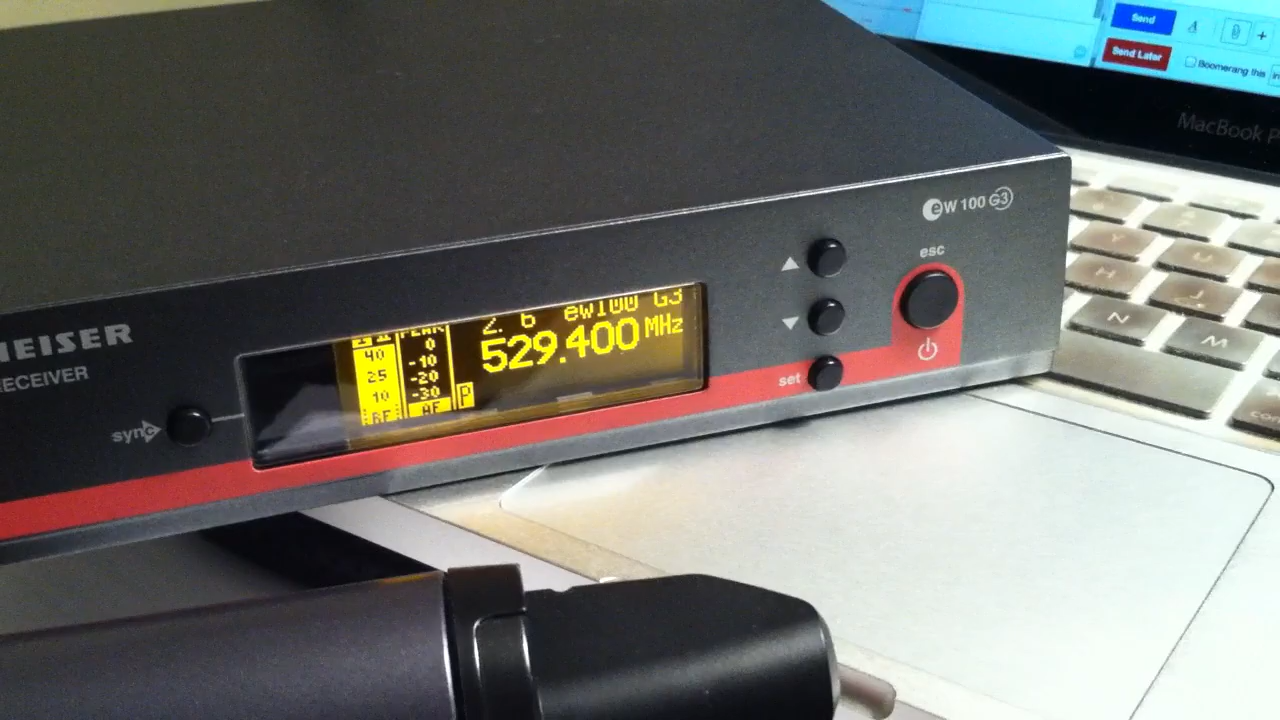 Send
Send Later
Boomerang this
MacBook P
eW 100 G3
esc
HEISER
RECEIVER
sync
PEAK
40
25
10
RF
0
-10
-20
-30
AF
P
2. 6 ew100 G3
529.400 MHz
set
Y
H
J
N
M